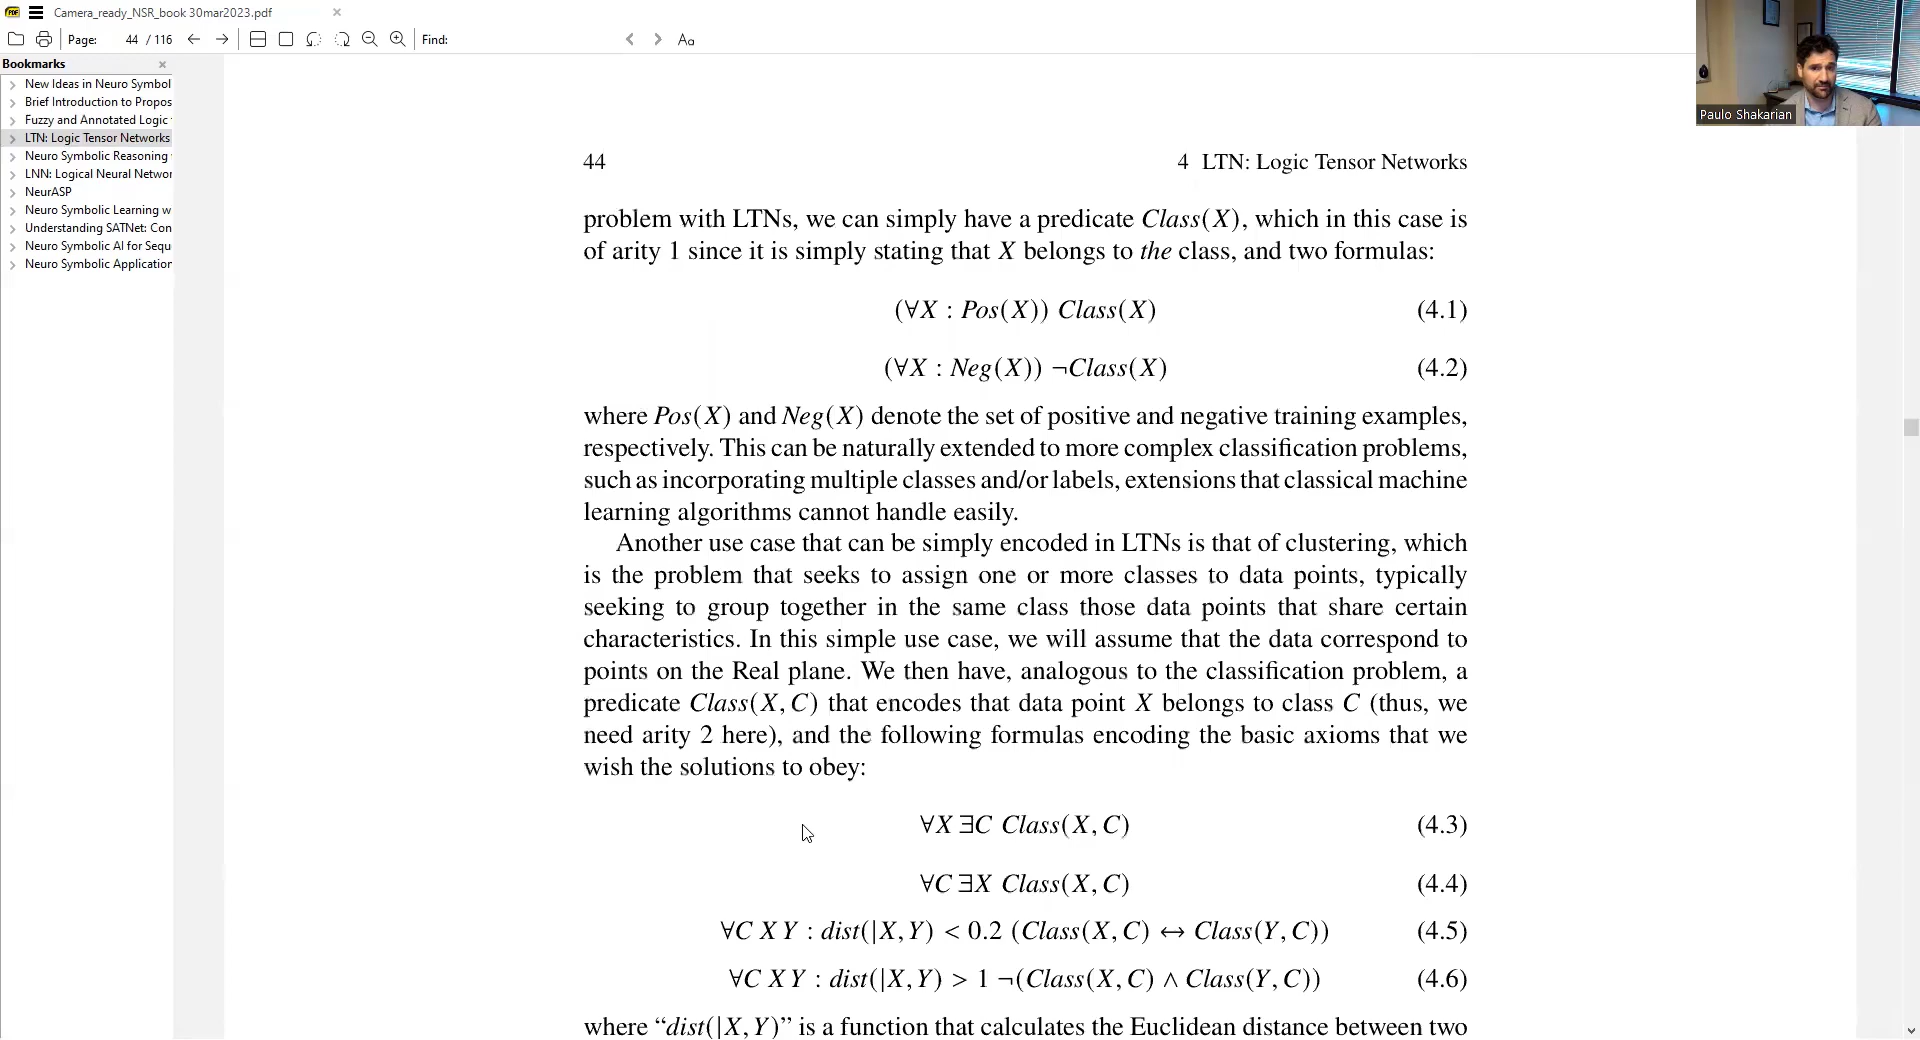 Camera_ready_NSR_book 30mar2023.pdf
Page: 44 / 116
Find:
Aa
Bookmarks
New Ideas in Neuro Symbol
Brief Introduction to Propos
Fuzzy and Annotated Logic
LTN: Logic Tensor Networks
Neuro Symbolic Reasoning
LNN: Logical Neural Networ
NeurASP
Neuro Symbolic Learning w
Understanding SATNet: Con
Neuro Symbolic AI for Sequ
Neuro Symbolic Application
Paulo Shakarian
44 4 LTN: Logic Tensor Networks
problem with LTNs, we can simply have a predicate Class(X), which in this case is
of arity 1 since it is simply stating that X belongs to the class, and two formulas:
(∀X : Pos(X)) Class(X) (4.1)
(∀X : Neg(X)) ¬Class(X) (4.2)
where Pos(X) and Neg(X) denote the set of positive and negative training examples,
respectively. This can be naturally extended to more complex classification problems,
such as incorporating multiple classes and/or labels, extensions that classical machine
learning algorithms cannot handle easily.
Another use case that can be simply encoded in LTNs is that of clustering, which
is the problem that seeks to assign one or more classes to data points, typically
seeking to group together in the same class those data points that share certain
characteristics. In this simple use case, we will assume that the data correspond to
points on the Real plane. We then have, analogous to the classification problem, a
predicate Class(X, C) that encodes that data point X belongs to class C (thus, we
need arity 2 here), and the following formulas encoding the basic axioms that we
wish the solutions to obey:
∀X ∃C Class(X, C) (4.3)
∀C ∃X Class(X, C) (4.4)
∀C X Y : dist(|X, Y) < 0.2 (Class(X, C) ↔ Class(Y, C)) (4.5)
∀C X Y : dist(|X, Y) > 1 ¬(Class(X, C) ∧ Class(Y, C)) (4.6)
where “dist(|X, Y)” is a function that calculates the Euclidean distance between two